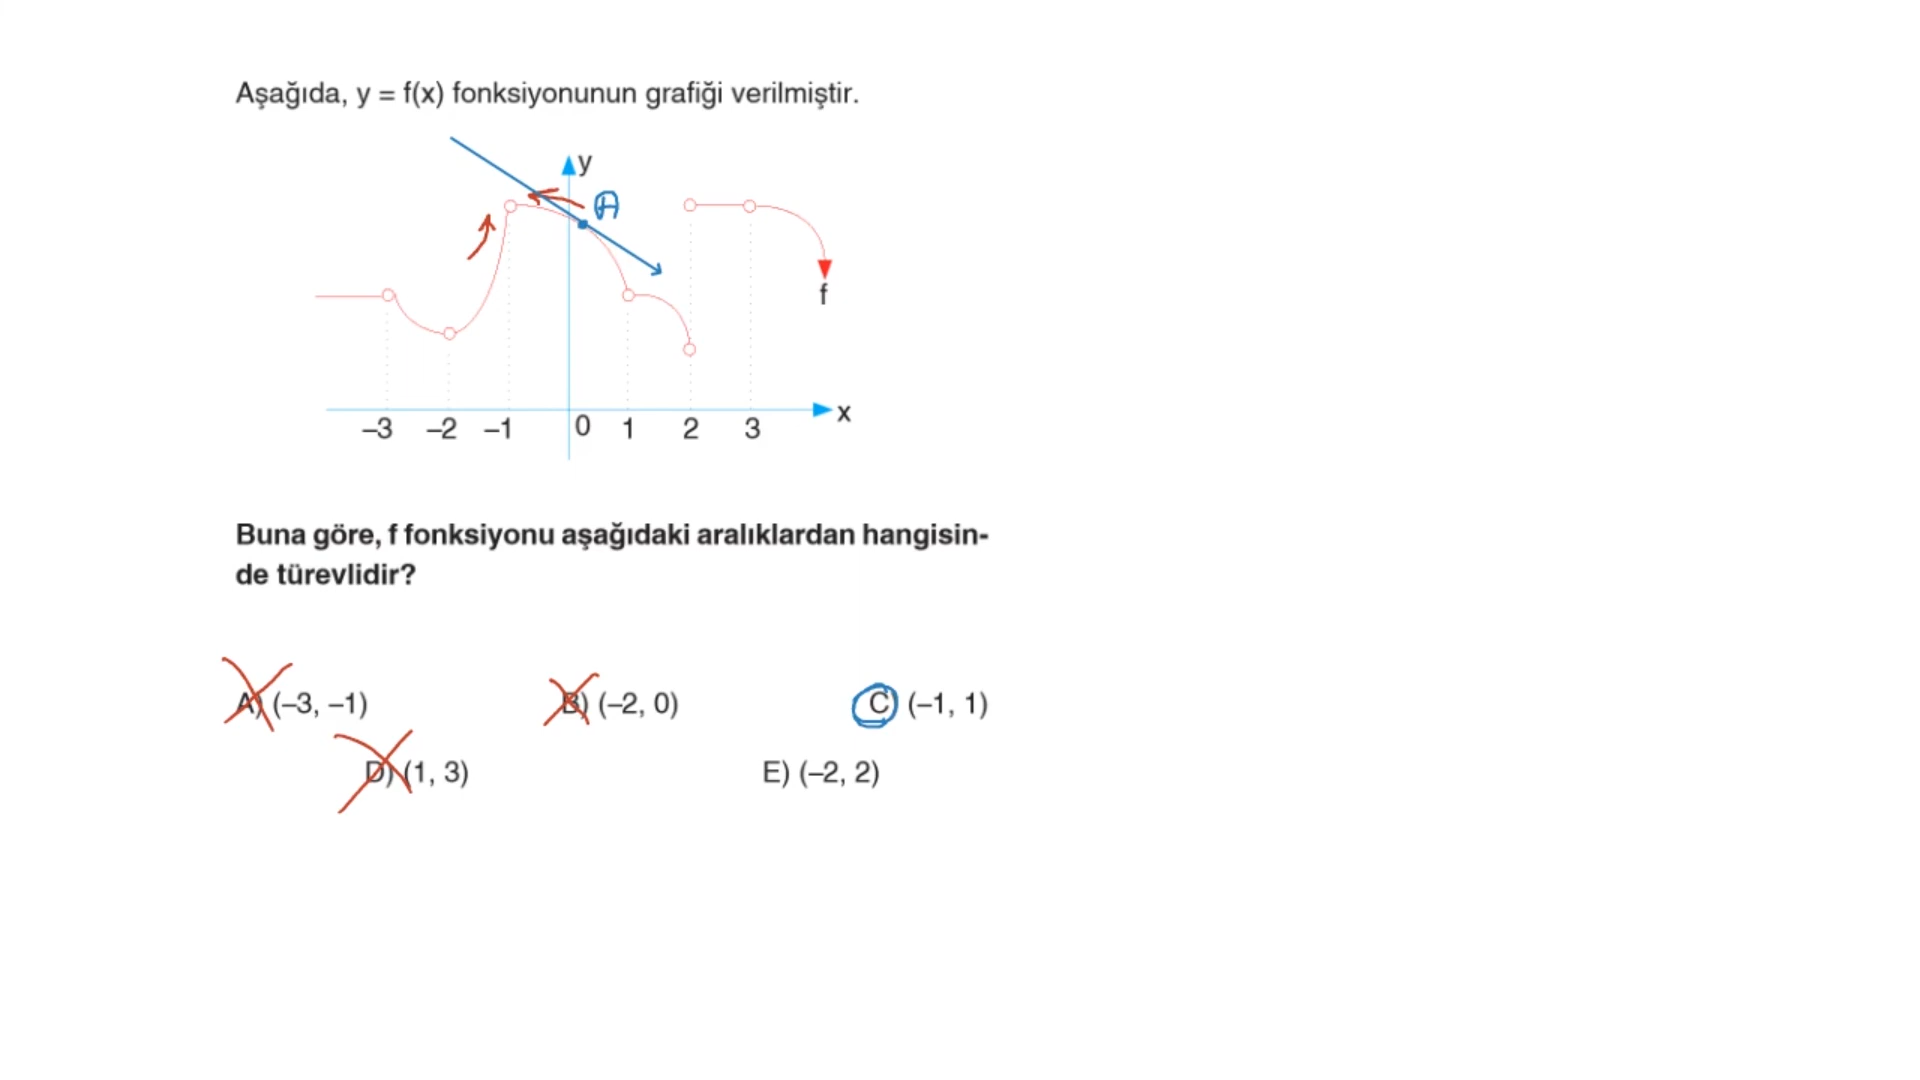 Aşağıda, y = f(x) fonksiyonunun grafiği verilmiştir.
y
A
f
x
–3 –2 –1 0 1 2 3
Buna göre, f fonksiyonu aşağıdaki aralıklardan hangisin-
de türevlidir?
A) (–3, –1) B) (–2, 0) C) (–1, 1)
D) (1, 3) E) (–2, 2)